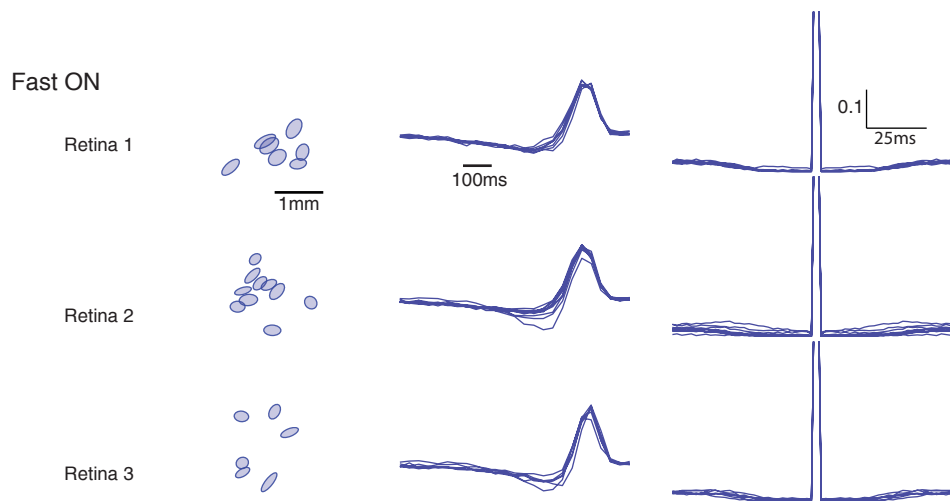 Fast ON
Retina 1
0.1
25ms
100ms
1mm
Retina 2
Retina 3